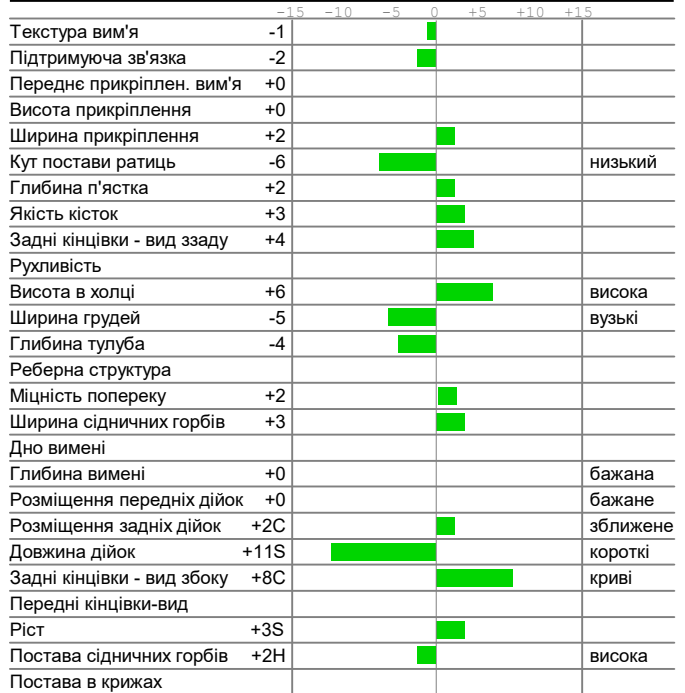 -15 -10 -5 0 +5 +10 +15
Текстура вим'я -1
Підтримуюча зв'язка -2
Переднє прикріплен. вим'я +0
Висота прикріплення +0
Ширина прикріплення +2
Кут постави ратиць -6 низький
Глибина п'ястка +2
Якість кісток +3
Задні кінцівки - вид ззаду +4
Рухливість
Висота в холці +6 висока
Ширина грудей -5 вузькі
Глибина тулуба -4
Реберна структура
Міцність попереку +2
Ширина сідничних горбів +3
Дно вимені
Глибина вимені +0 бажана
Розміщення передніх дійок +0 бажане
Розміщення задніх дійок +2C зближене
Довжина дійок +11S короткі
Задні кінцівки - вид збоку +8C криві
Передні кінцівки-вид
Ріст +3S
Постава сідничних горбів +2H висока
Постава в крижах